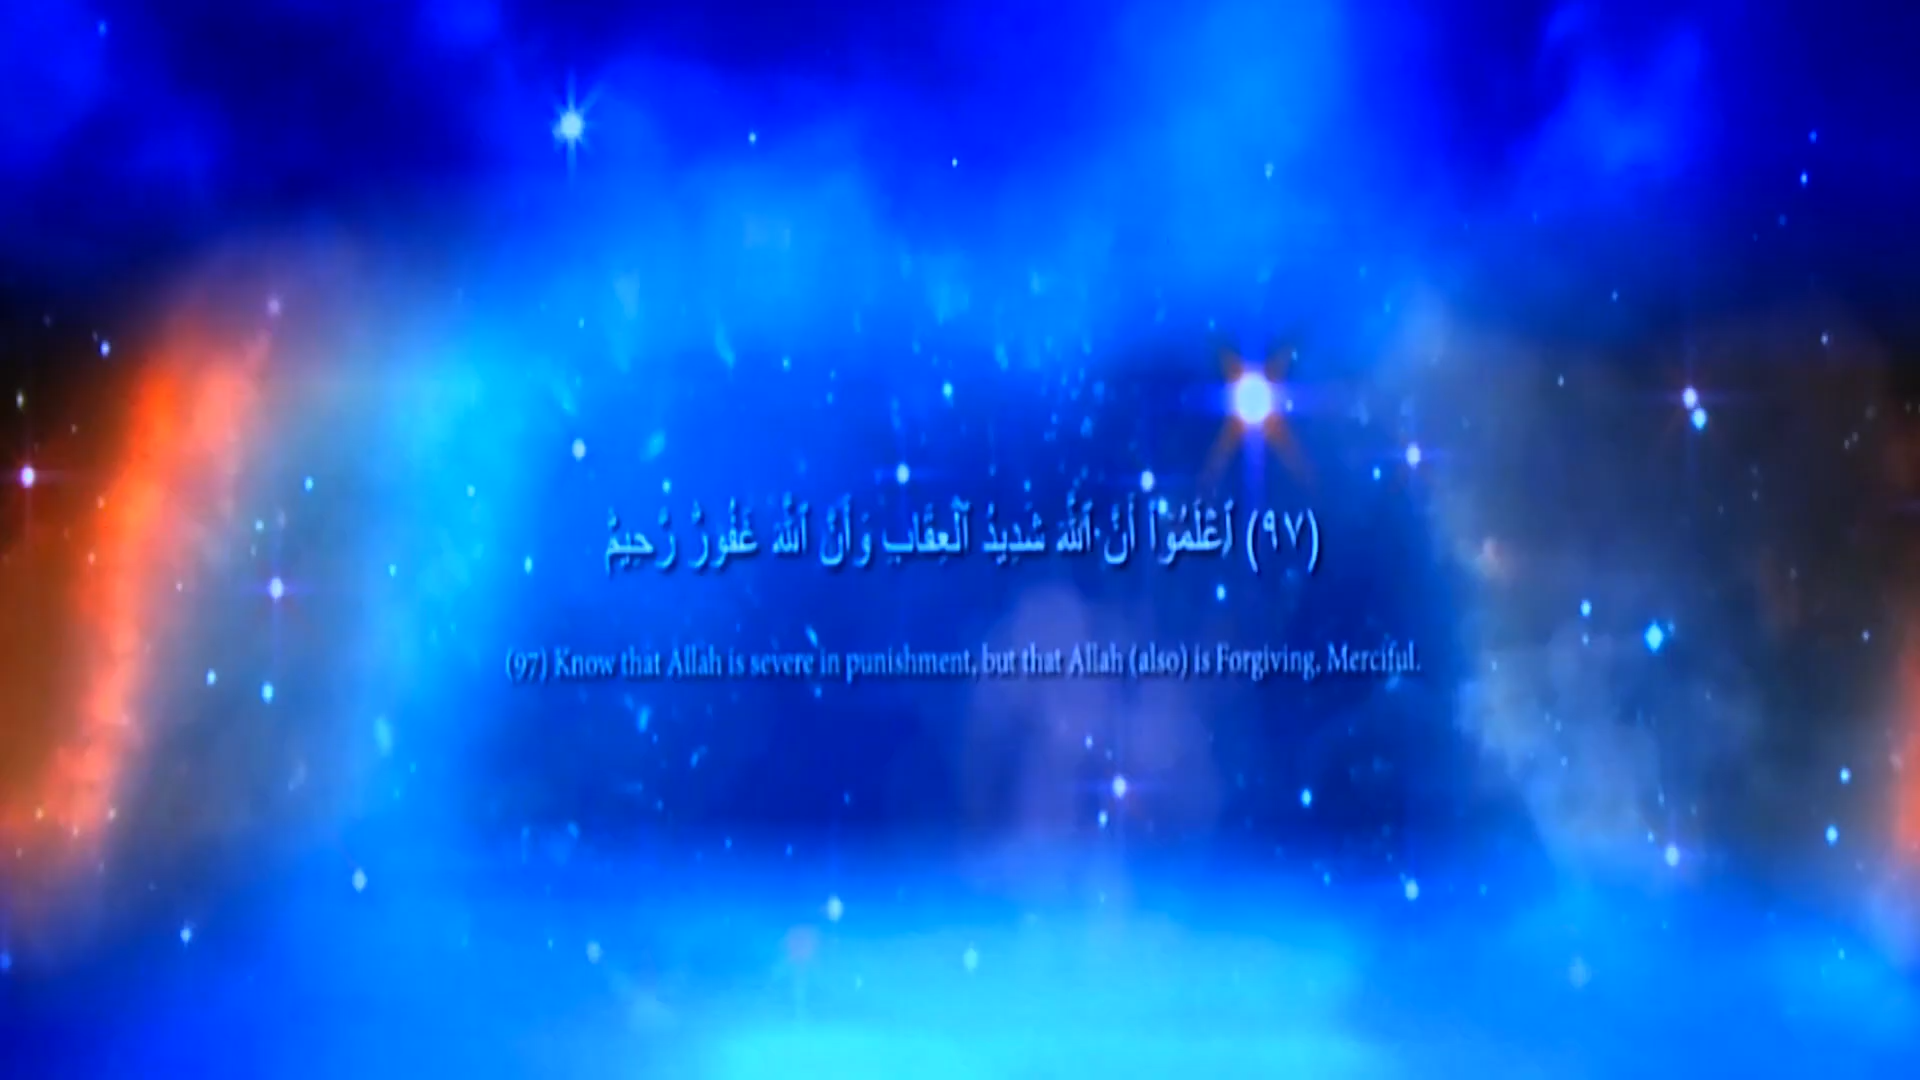 (٩٧) ٱعْلَمُوٓا۟ أَنَّ ٱللَّهَ شَدِيدُ ٱلْعِقَابِ وَأَنَّ ٱللَّهَ غَفُورٌ رَّحِيمٌ
(97) Know that Allah is severe in punishment, but that Allah (also) is Forgiving, Merciful.